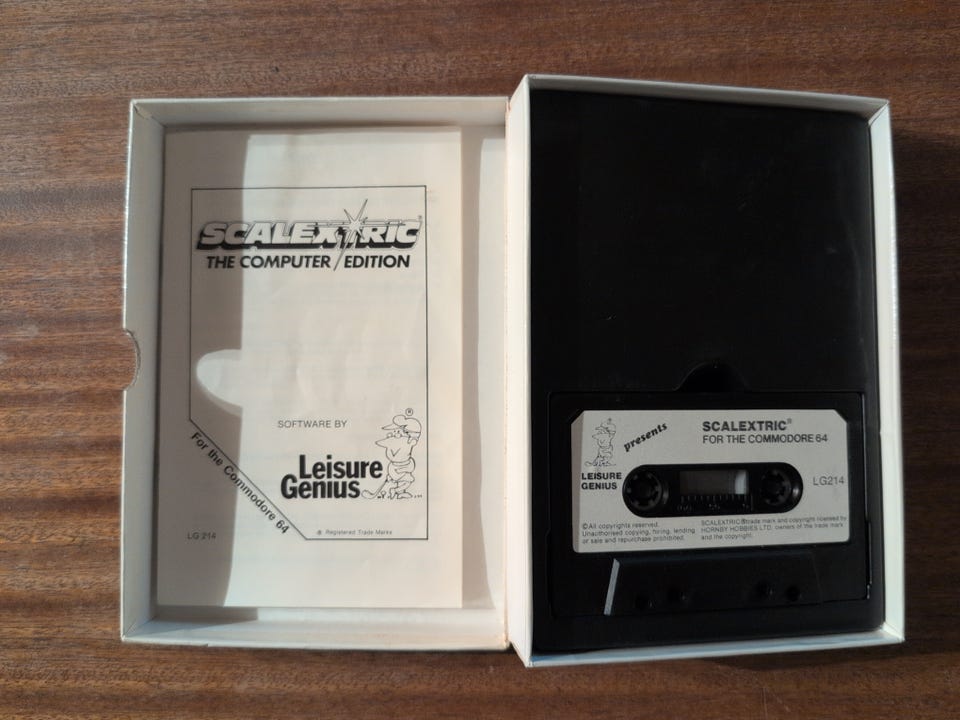 SCALEXTRIC®
THE COMPUTER EDITION
SOFTWARE BY
Leisure
Genius
®
For the Commodore 64
® Registered Trade Marks
LG 214
presents
LEISURE
GENIUS
SCALEXTRIC®
FOR THE COMMODORE 64
LG214
©All copyrights reserved.
Unauthorised copying, hiring, lending
or sale and repurchase prohibited.
SCALEXTRIC®trade mark and copyright licensed by
HORNBY HOBBIES LTD, owners of the trade mark
and the copyright.